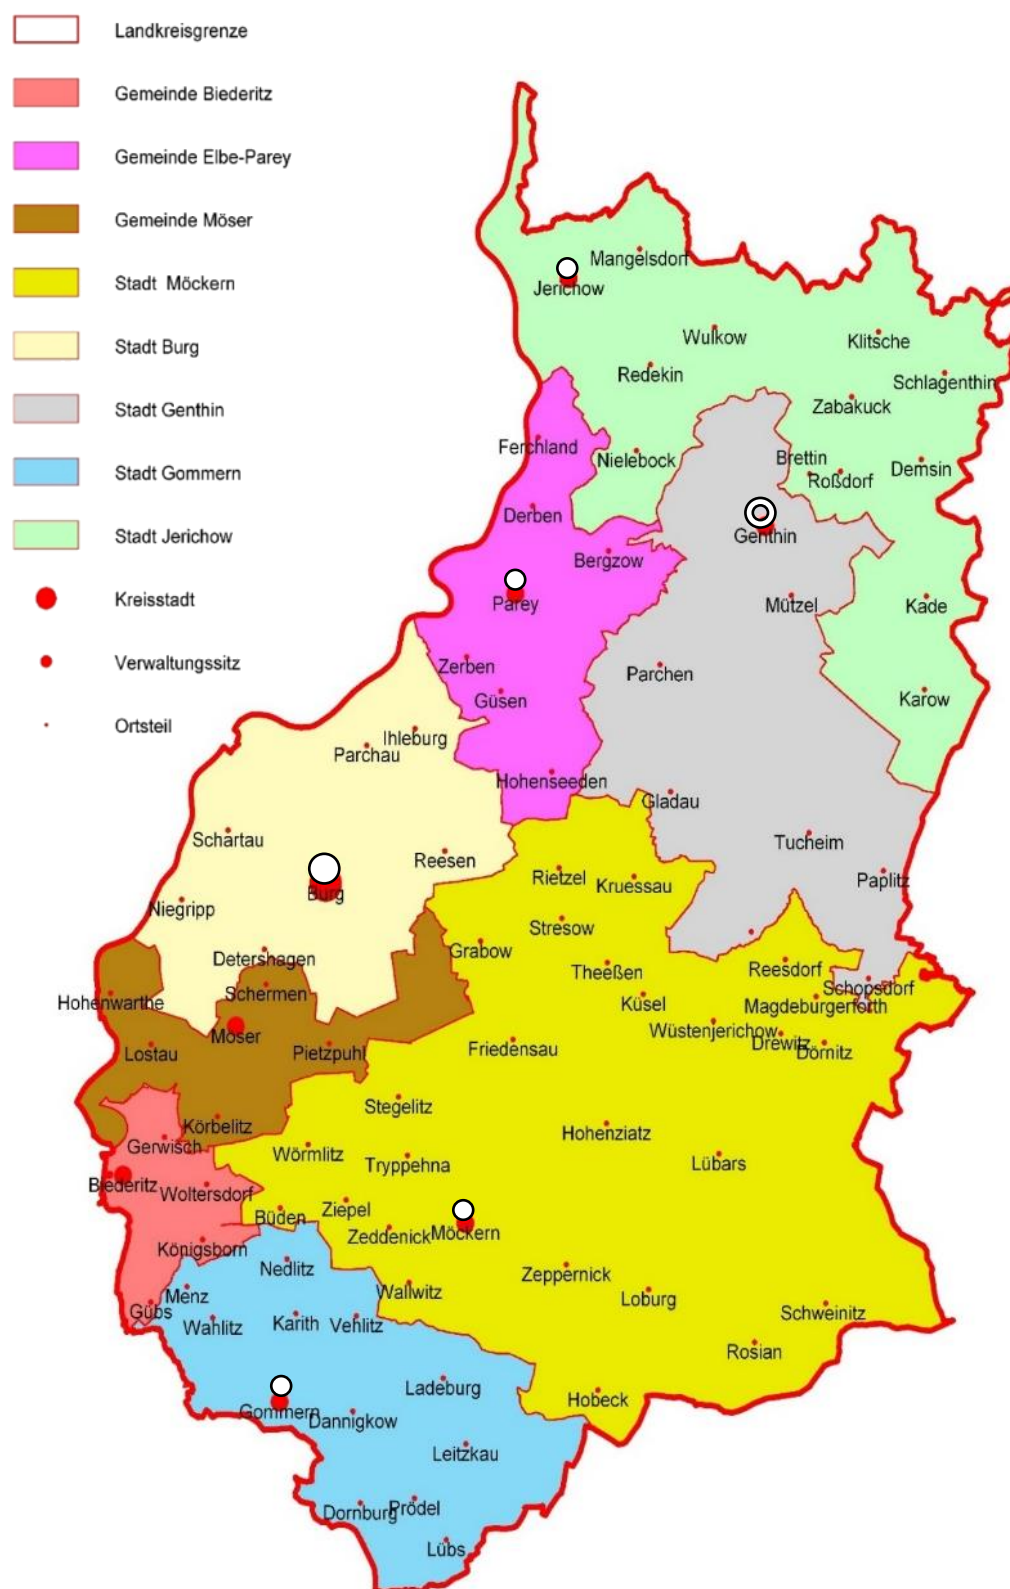 Landkreisgrenze
Gemeinde Biederitz
Gemeinde Elbe-Parey
Gemeinde Möser
Stadt Möckern
Stadt Burg
Stadt Genthin
Stadt Gommern
Stadt Jerichow
Kreisstadt
Verwaltungssitz
Ortsteil
Mangelsdorf
Jerichow
Wulkow
Klitsche
Redekin
Schlagenthin
Zabakuck
Ferchland
Nielebock
Brettin
Roßdorf
Demsin
Derben
Genthin
Bergzow
Parey
Mützel
Kade
Zerben
Parchen
Güsen
Karow
Ihleburg
Parchau
Hohenseeden
Gladau
Schartau
Tucheim
Reesen
Rietzel
Kruessau
Paplitz
Burg
Niegripp
Stresow
Grabow
Detershagen
Theeßen
Reesdorf
Schermen
Schopsdorf
Hohenwarthe
Küsel
Magdeburgerforth
Wüstenjerichow
Möser
Drewitz
Dörnitz
Lostau
Pietzpuhl
Friedensau
Stegelitz
Körbelitz
Hohenziatz
Gerwisch
Wörmlitz
Tryppehna
Lübars
Biederitz
Woltersdorf
Büden
Ziepel
Zeddenick
Möckern
Königsborn
Nedlitz
Zeppernick
Menz
Wallwitz
Loburg
Gübs
Wahlitz
Karith
Vehlitz
Schweinitz
Rosian
Ladeburg
Hobeck
Gommern
Dannigkow
Leitzkau
Dornburg
Prödel
Lübs